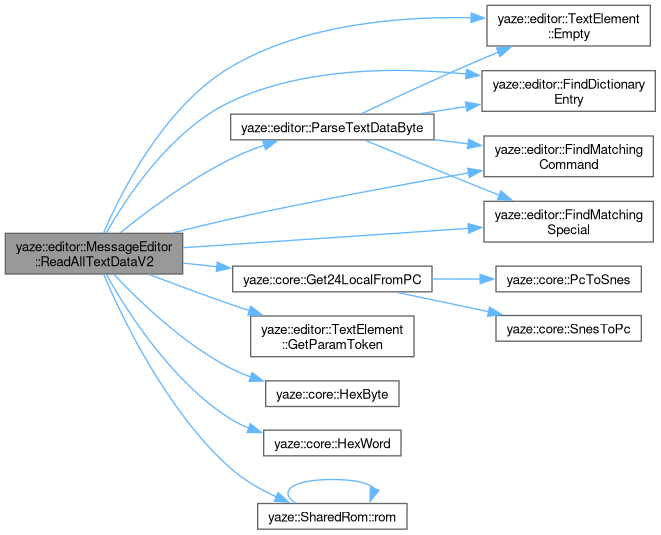 yaze::editor::TextElement
::Empty
yaze::editor::FindDictionary
Entry
yaze::editor::ParseTextDataByte
yaze::editor::FindMatching
Command
yaze::editor::FindMatching
Special
yaze::editor::MessageEditor
::ReadAllTextDataV2
yaze::core::Get24LocalFromPC
yaze::core::PcToSnes
yaze::core::SnesToPc
yaze::editor::TextElement
::GetParamToken
yaze::core::HexByte
yaze::core::HexWord
yaze::SharedRom::rom